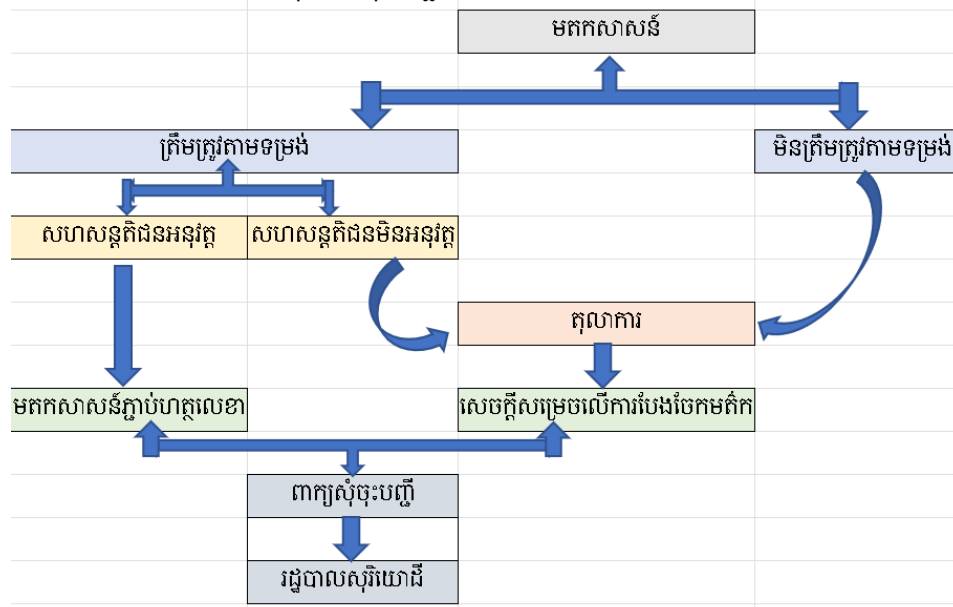 មតកសាសន៍
ត្រឹមត្រូវតាមទម្រង់
មិនត្រឹមត្រូវតាមទម្រង់
សហសន្តតិជនអនុវត្ត
សហសន្តតិជនមិនអនុវត្ត
តុលាការ
មតកសាសន៍ភ្ជាប់ហត្ថលេខា
សេចក្តីសម្រេចលើការបែងចែកមត៌ក
ពាក្យសុំចុះបញ្ជី
រដ្ឋបាលសុរិយោដី